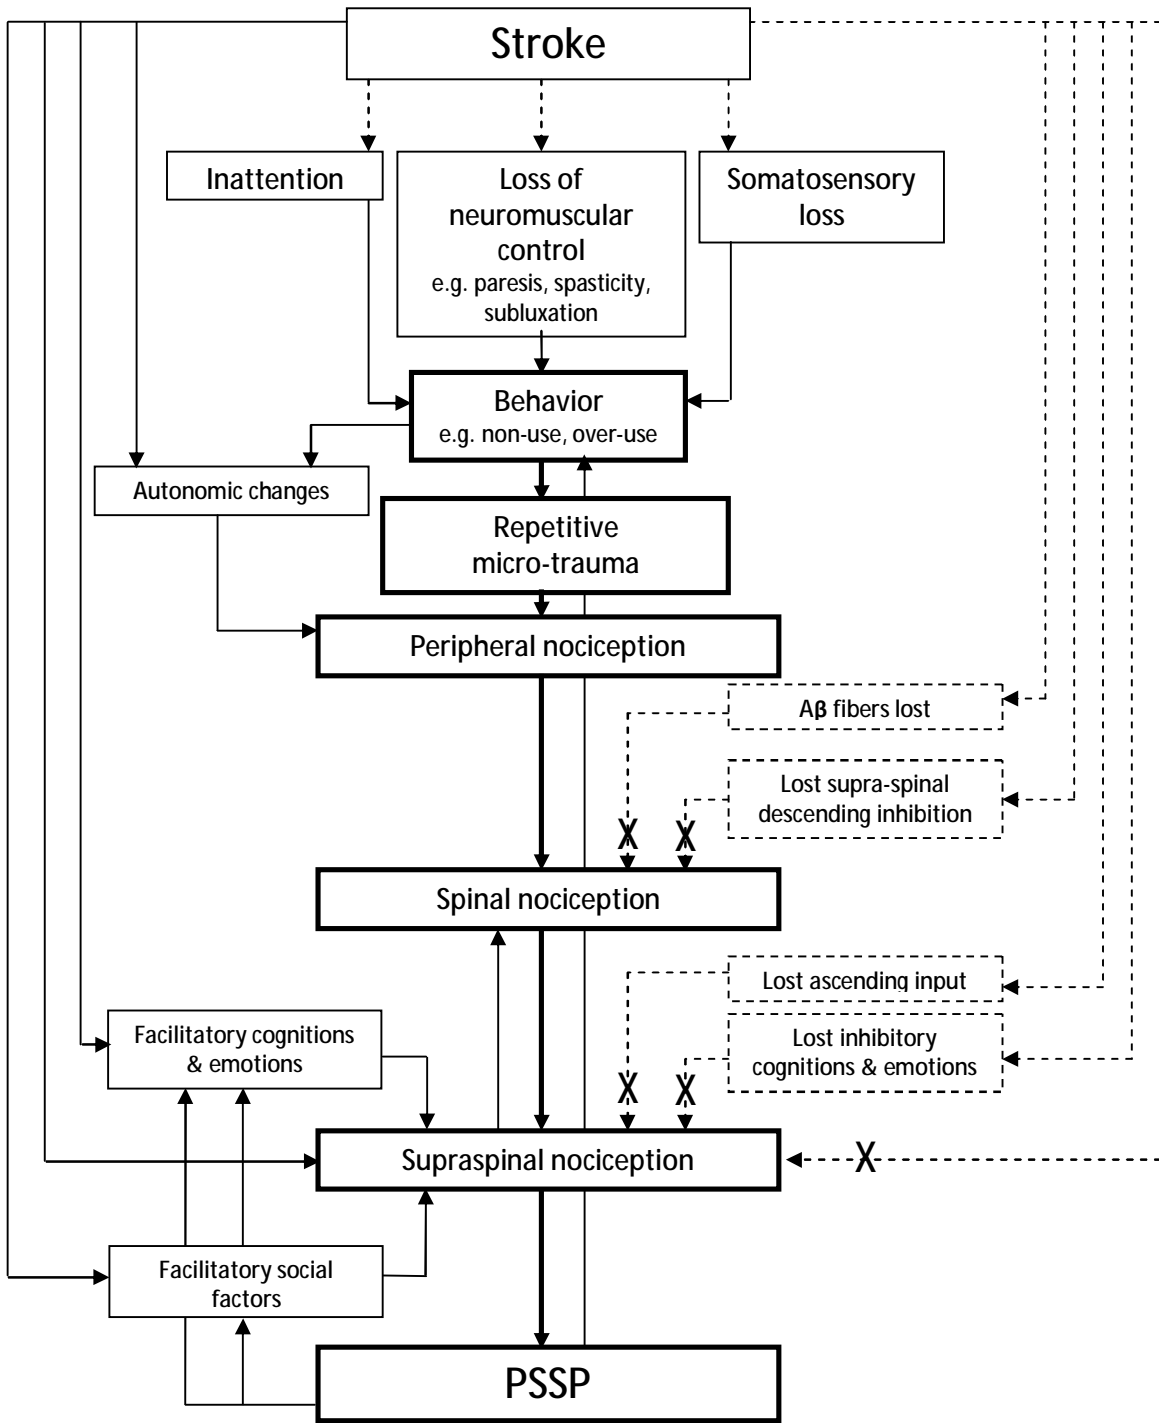 Stroke
Inattention
Loss of
neuromuscular
control
e.g. paresis, spasticity,
subluxation
Somatosensory
loss
Behavior
e.g. non-use, over-use
Autonomic changes
Repetitive
micro-trauma
Peripheral nociception
Aβ fibers lost
Lost supra-spinal
descending inhibition
X
X
Spinal nociception
Lost ascending input
Facilitatory cognitions
& emotions
Lost inhibitory
cognitions & emotions
X
X
Supraspinal nociception
X
Facilitatory social
factors
PSSP